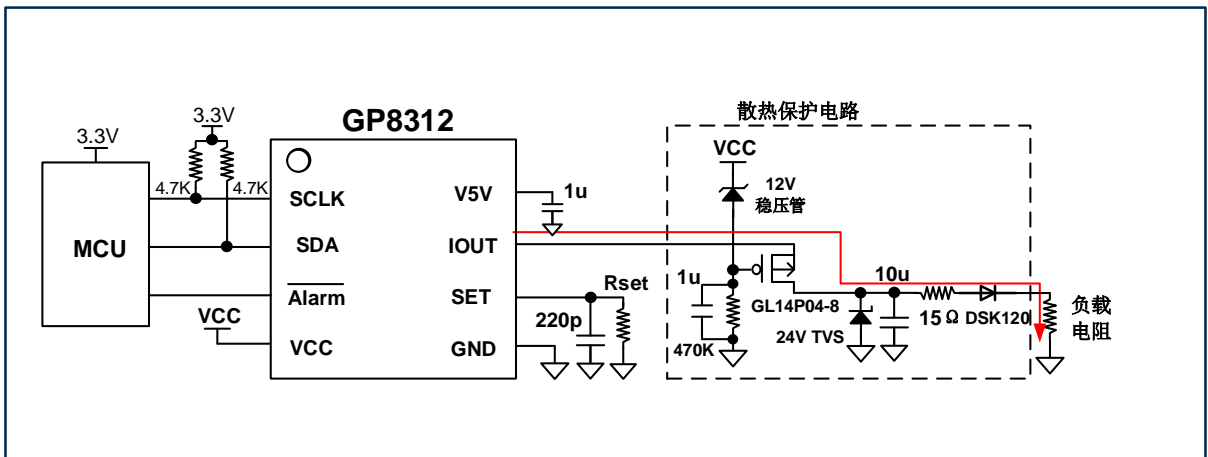 散热保护电路
GP8312
3.3V
3.3V
VCC
12V
稳压管
4.7K
4.7K
SCLK
V5V
1u
MCU
SDA
IOUT
Alarm
SET
Rset
1u
10u
GL14P04-8
负载
电阻
VCC
VCC
220p
GND
470K
24V TVS
15Ω
DSK120